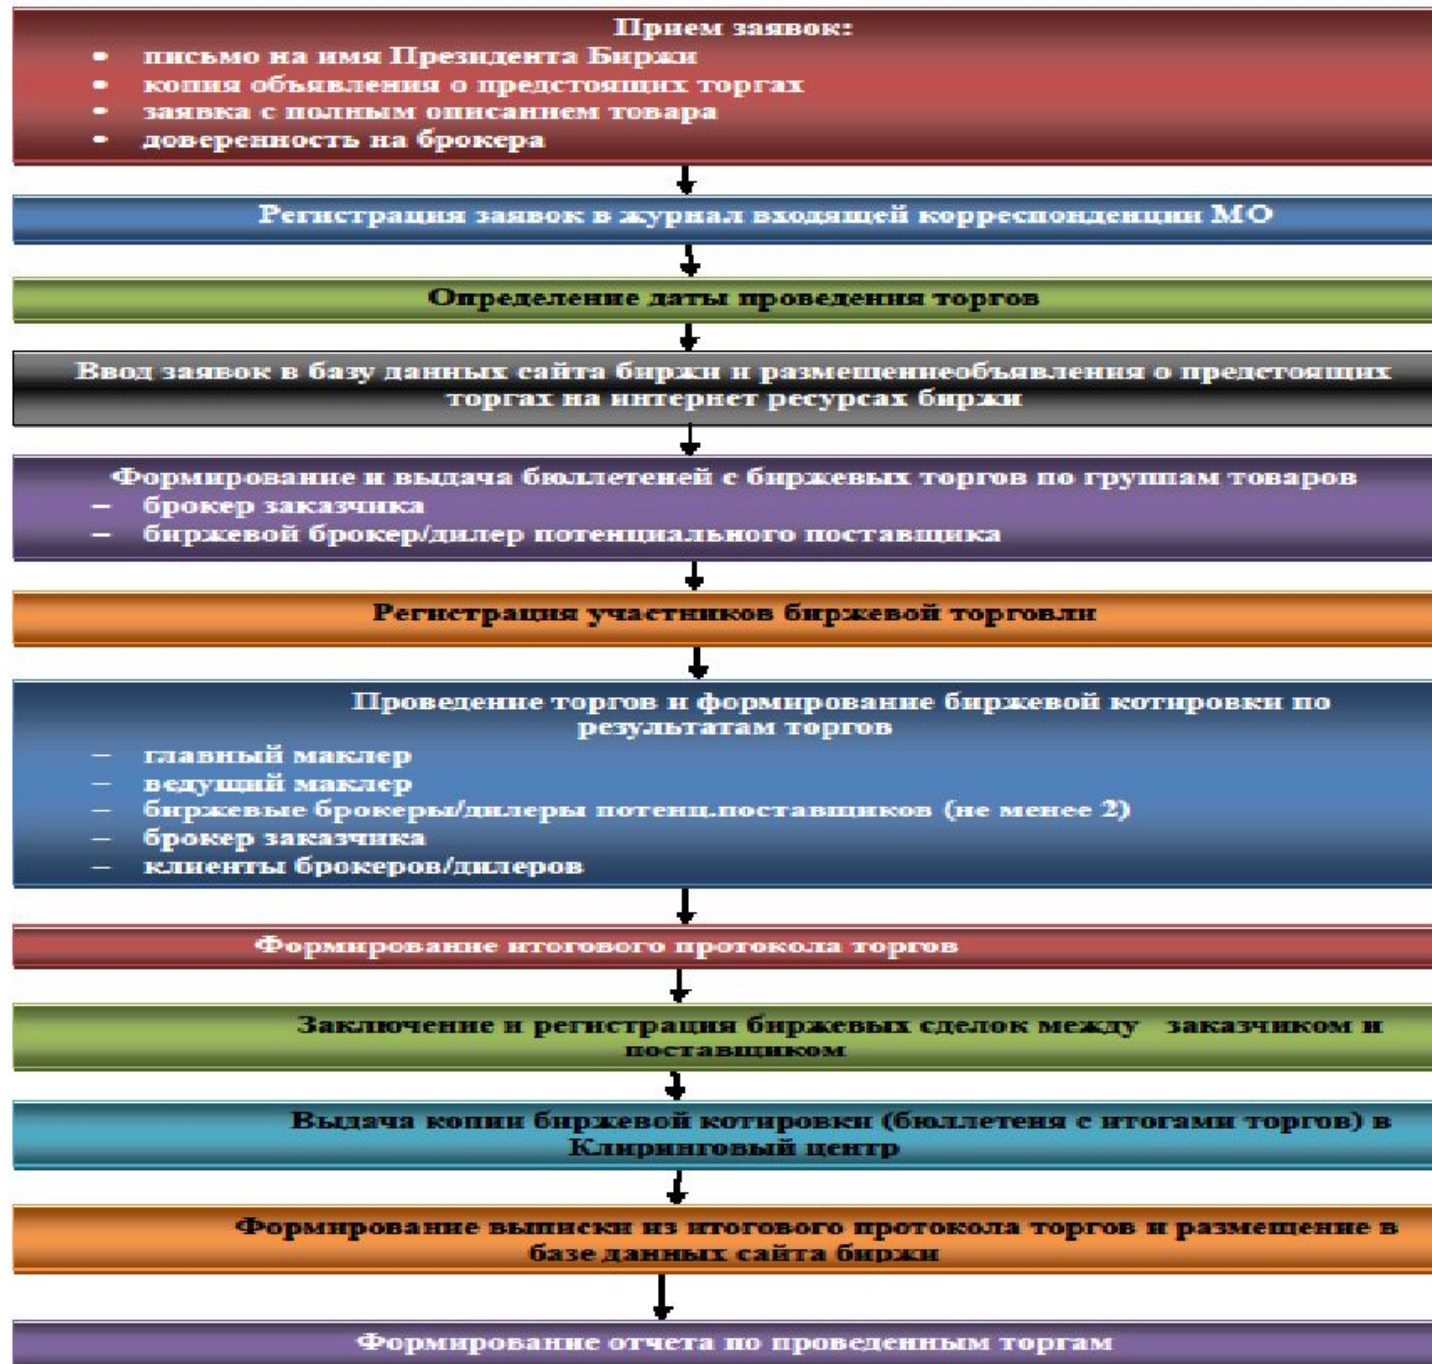 Прием заявок:
• письмо на имя Президента Биржи
• копия объявления о предстоящих торгах
• заявка с полным описанием товара
• доверенность на брокера
Регистрация заявок в журнал входящей корреспонденции МО
Определение даты проведения торгов
Ввод заявок в базу данных сайта биржи и размещениеобъявления о предстоящих
торгах на интернет ресурсах биржи
Формирование и выдача бюллетеней с биржевых торгов по группам товаров
– брокер заказчика
– биржевой брокер/дилер потенциального поставщика
Регистрация участников биржевой торговли
Проведение торгов и формирование биржевой котировки по
результатам торгов
– главный маклер
– ведущий маклер
– биржевые брокеры/дилеры потенц.поставщиков (не менее 2)
– брокер заказчика
– клиенты брокеров/дилеров
Формирование итогового протокола торгов
Заключение и регистрация биржевых сделок между заказчиком и
поставщиком
Выдача копии биржевой котировки (бюллетеня с итогами торгов) в
Клиринговый центр
Формирование выписки из итогового протокола торгов и размещение в
базе данных сайта биржи
Формирование отчета по проведенным торгам